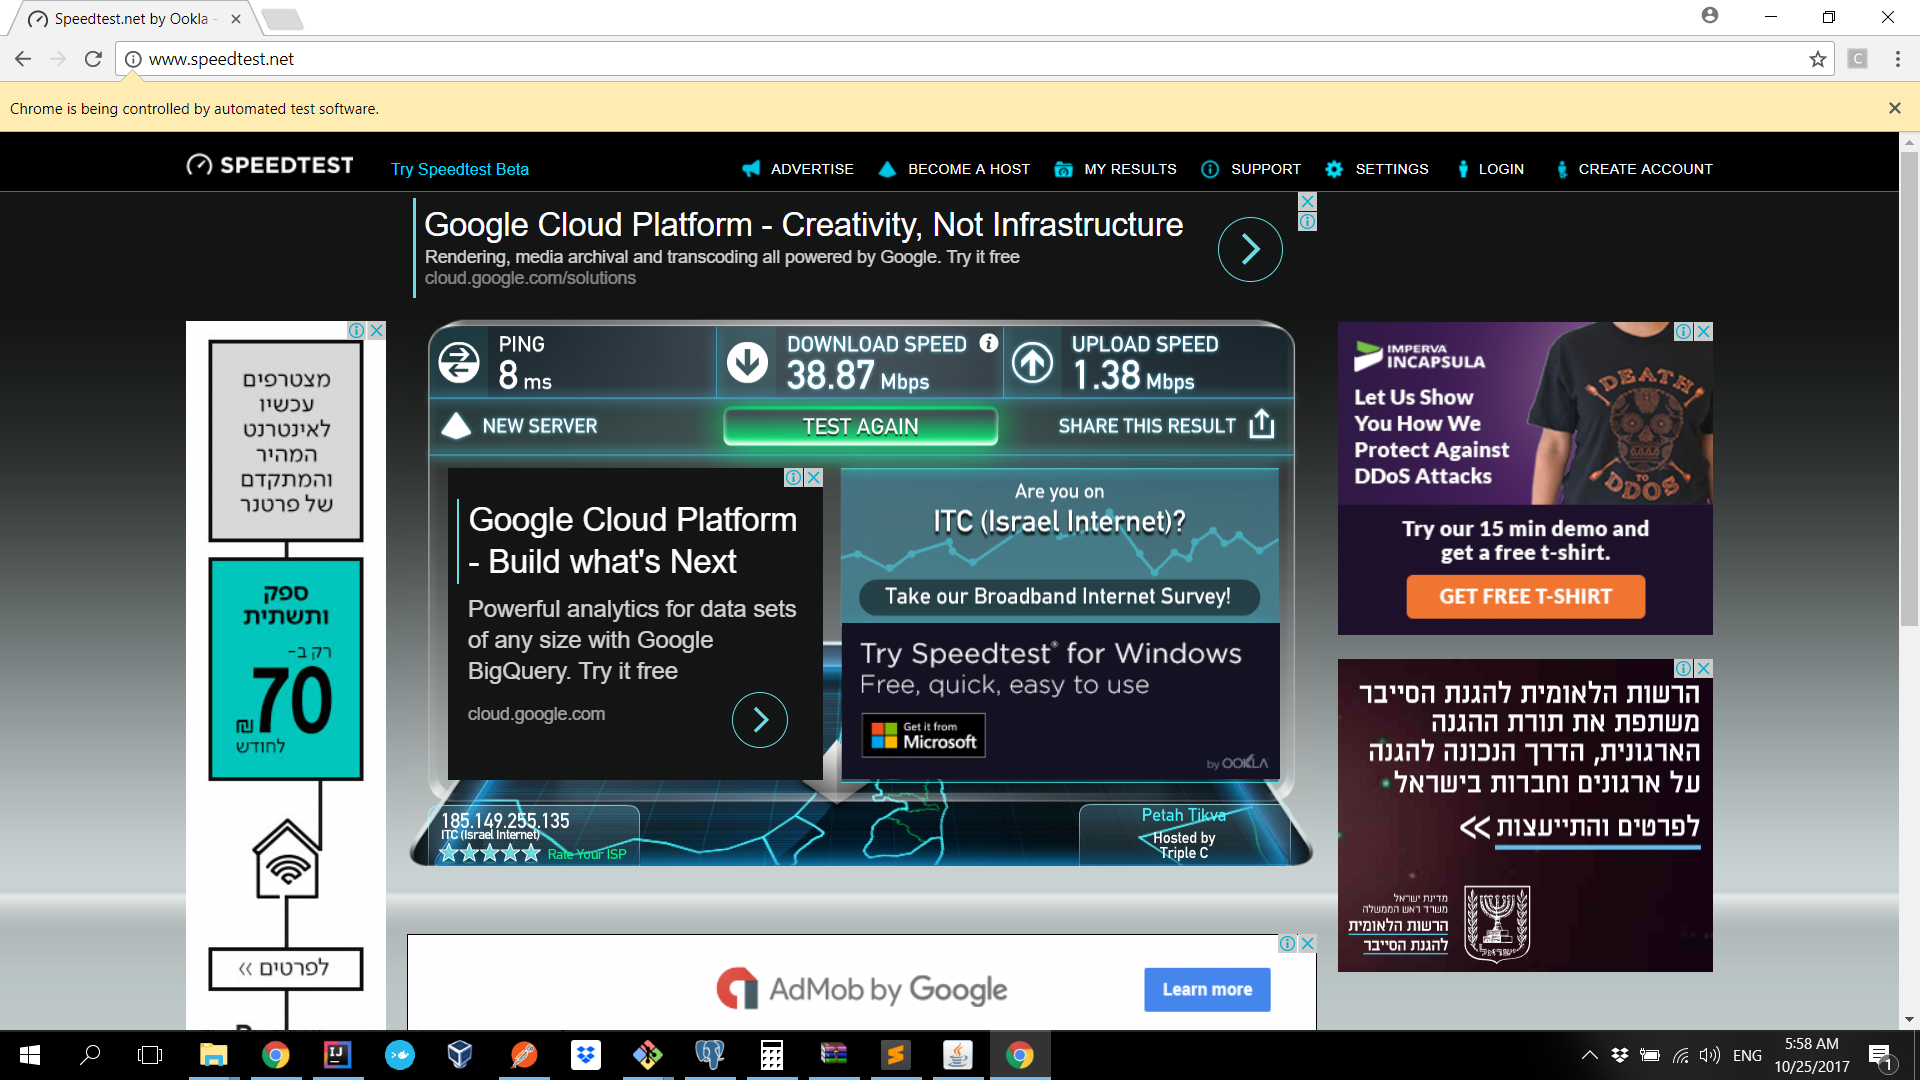 Speedtest.net by Ookla -
www.speedtest.net
C
Chrome is being controlled by automated test software.
SPEEDTEST
Try Speedtest Beta
ADVERTISE
BECOME A HOST
MY RESULTS
SUPPORT
SETTINGS
LOGIN
CREATE ACCOUNT
Google Cloud Platform - Creativity, Not Infrastructure
Rendering, media archival and transcoding all powered by Google. Try it free
cloud.google.com/solutions
מצטרפים
עכשיו
לאינטרנט
המהיר
והמתקדם
של פרטנר
ספק
ותשתית
רק ב-
70 ₪
לחודש
לפרטים »
PING
8 ms
DOWNLOAD SPEED
38.87 Mbps
UPLOAD SPEED
1.38 Mbps
NEW SERVER
TEST AGAIN
SHARE THIS RESULT
Google Cloud Platform
- Build what's Next
Powerful analytics for data sets
of any size with Google
BigQuery. Try it free
cloud.google.com
Are you on
ITC (Israel Internet)?
Take our Broadband Internet Survey!
Try Speedtest® for Windows
Free, quick, easy to use
Get it from
Microsoft
by OOKLA
185.149.255.135
ITC (Israel Internet)
Rate Your ISP
Petah Tikva
Hosted by
Triple C
IMPERVA
INCAPSULA
Let Us Show
You How We
Protect Against
DDoS Attacks
DEATH
TO
DDOS
Try our 15 min demo and
get a free t-shirt.
GET FREE T-SHIRT
הרשות הלאומית להגנת הסייבר
משתפת את תורת ההגנה
הארגונית, הדרך הנכונה להגנה
על ארגונים וחברות בישראל
לפרטים והתייעצות »
מדינת ישראל
משרד ראש הממשלה
הרשות הלאומית
להגנת הסייבר
AdMob by Google
Learn more
IJ
ENG
5:58 AM
10/25/2017
1